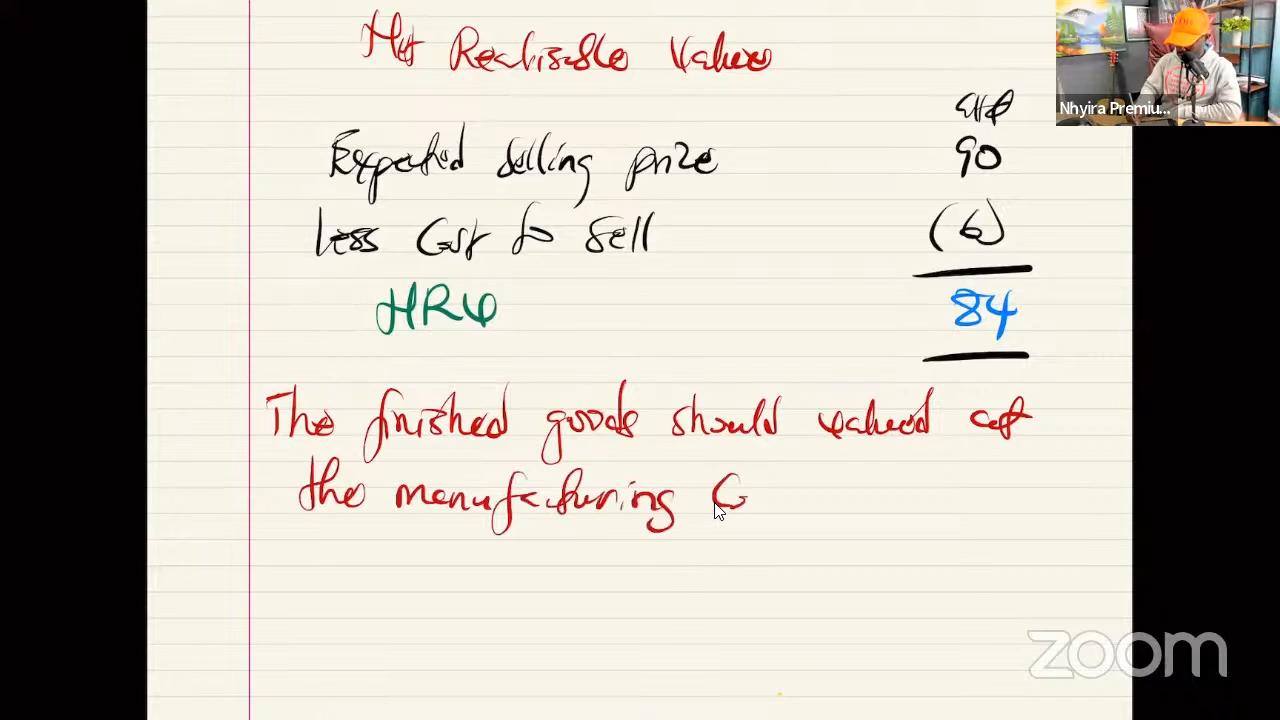 Net Realisable Value
GH¢
Nhyira Premiu...
Expected selling price 90
less Cost to sell (6)
NRV 84
The finished goods should valued at
the manufacturing Co
zoom